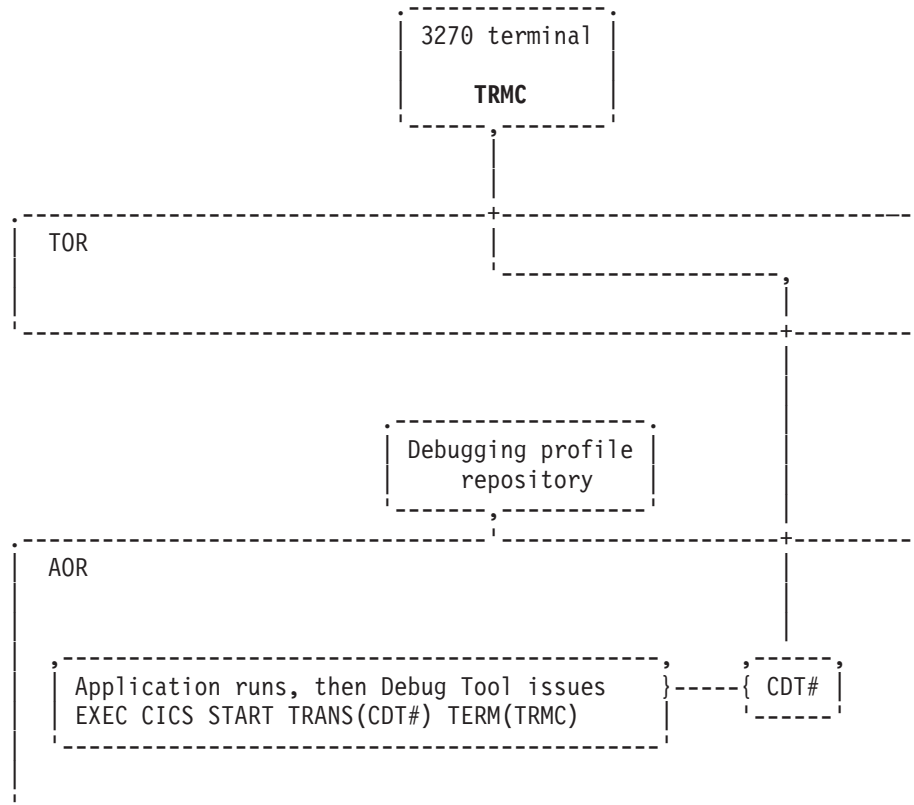 3270 terminal
TRMC
TOR
Debugging profile
repository
AOR
Application runs, then Debug Tool issues
EXEC CICS START TRANS(CDT#) TERM(TRMC)
CDT#